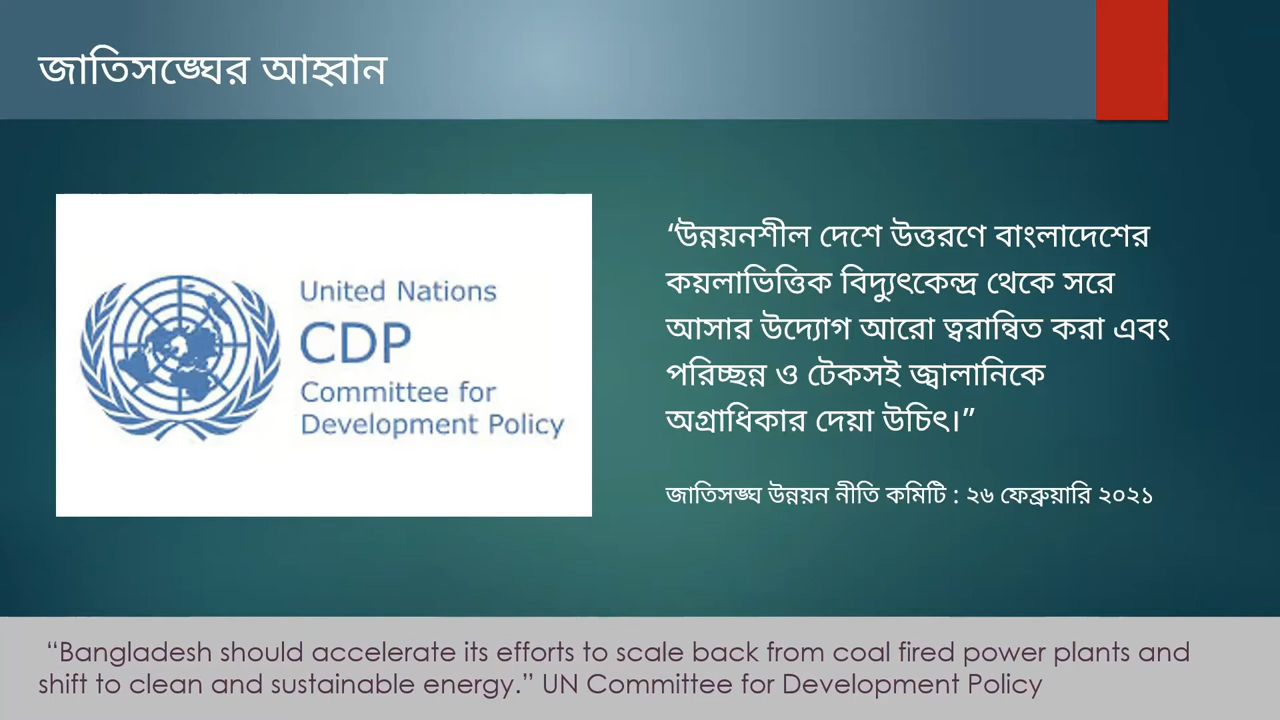 জাতিসঙ্ঘের আহ্বান
United Nations
CDP
Committee for
Development Policy
“উন্নয়নশীল দেশে উত্তরণে বাংলাদেশের
কয়লাভিত্তিক বিদ্যুৎকেন্দ্র থেকে সরে
আসার উদ্যোগ আরো ত্বরান্বিত করা এবং
পরিচ্ছন্ন ও টেকসই জ্বালানিকে
অগ্রাধিকার দেয়া উচিৎ।”
জাতিসঙ্ঘ উন্নয়ন নীতি কমিটি : ২৬ ফেব্রুয়ারি ২০২১
“Bangladesh should accelerate its efforts to scale back from coal fired power plants and
shift to clean and sustainable energy.” UN Committee for Development Policy